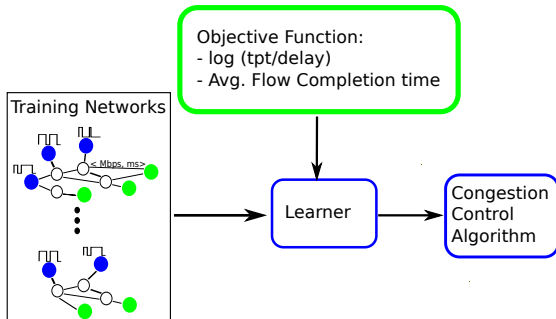 Objective Function:
- log (tpt/delay)
- Avg. Flow Completion time
Training Networks
< Mbps, ms>
Learner
Congestion
Control
Algorithm